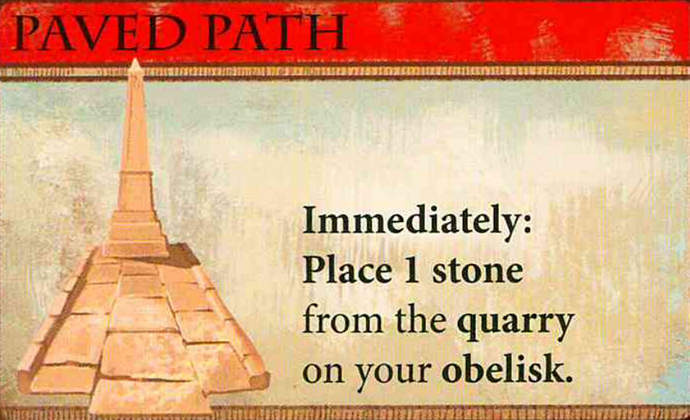 PAVED PATH
Immediately:
Place 1 stone
from the quarry
on your obelisk.